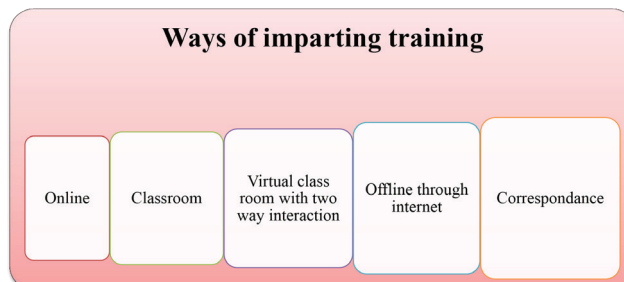 Ways of imparting training
Online
Classroom
Virtual class
room with two
way interaction
Offline through
internet
Correspondance